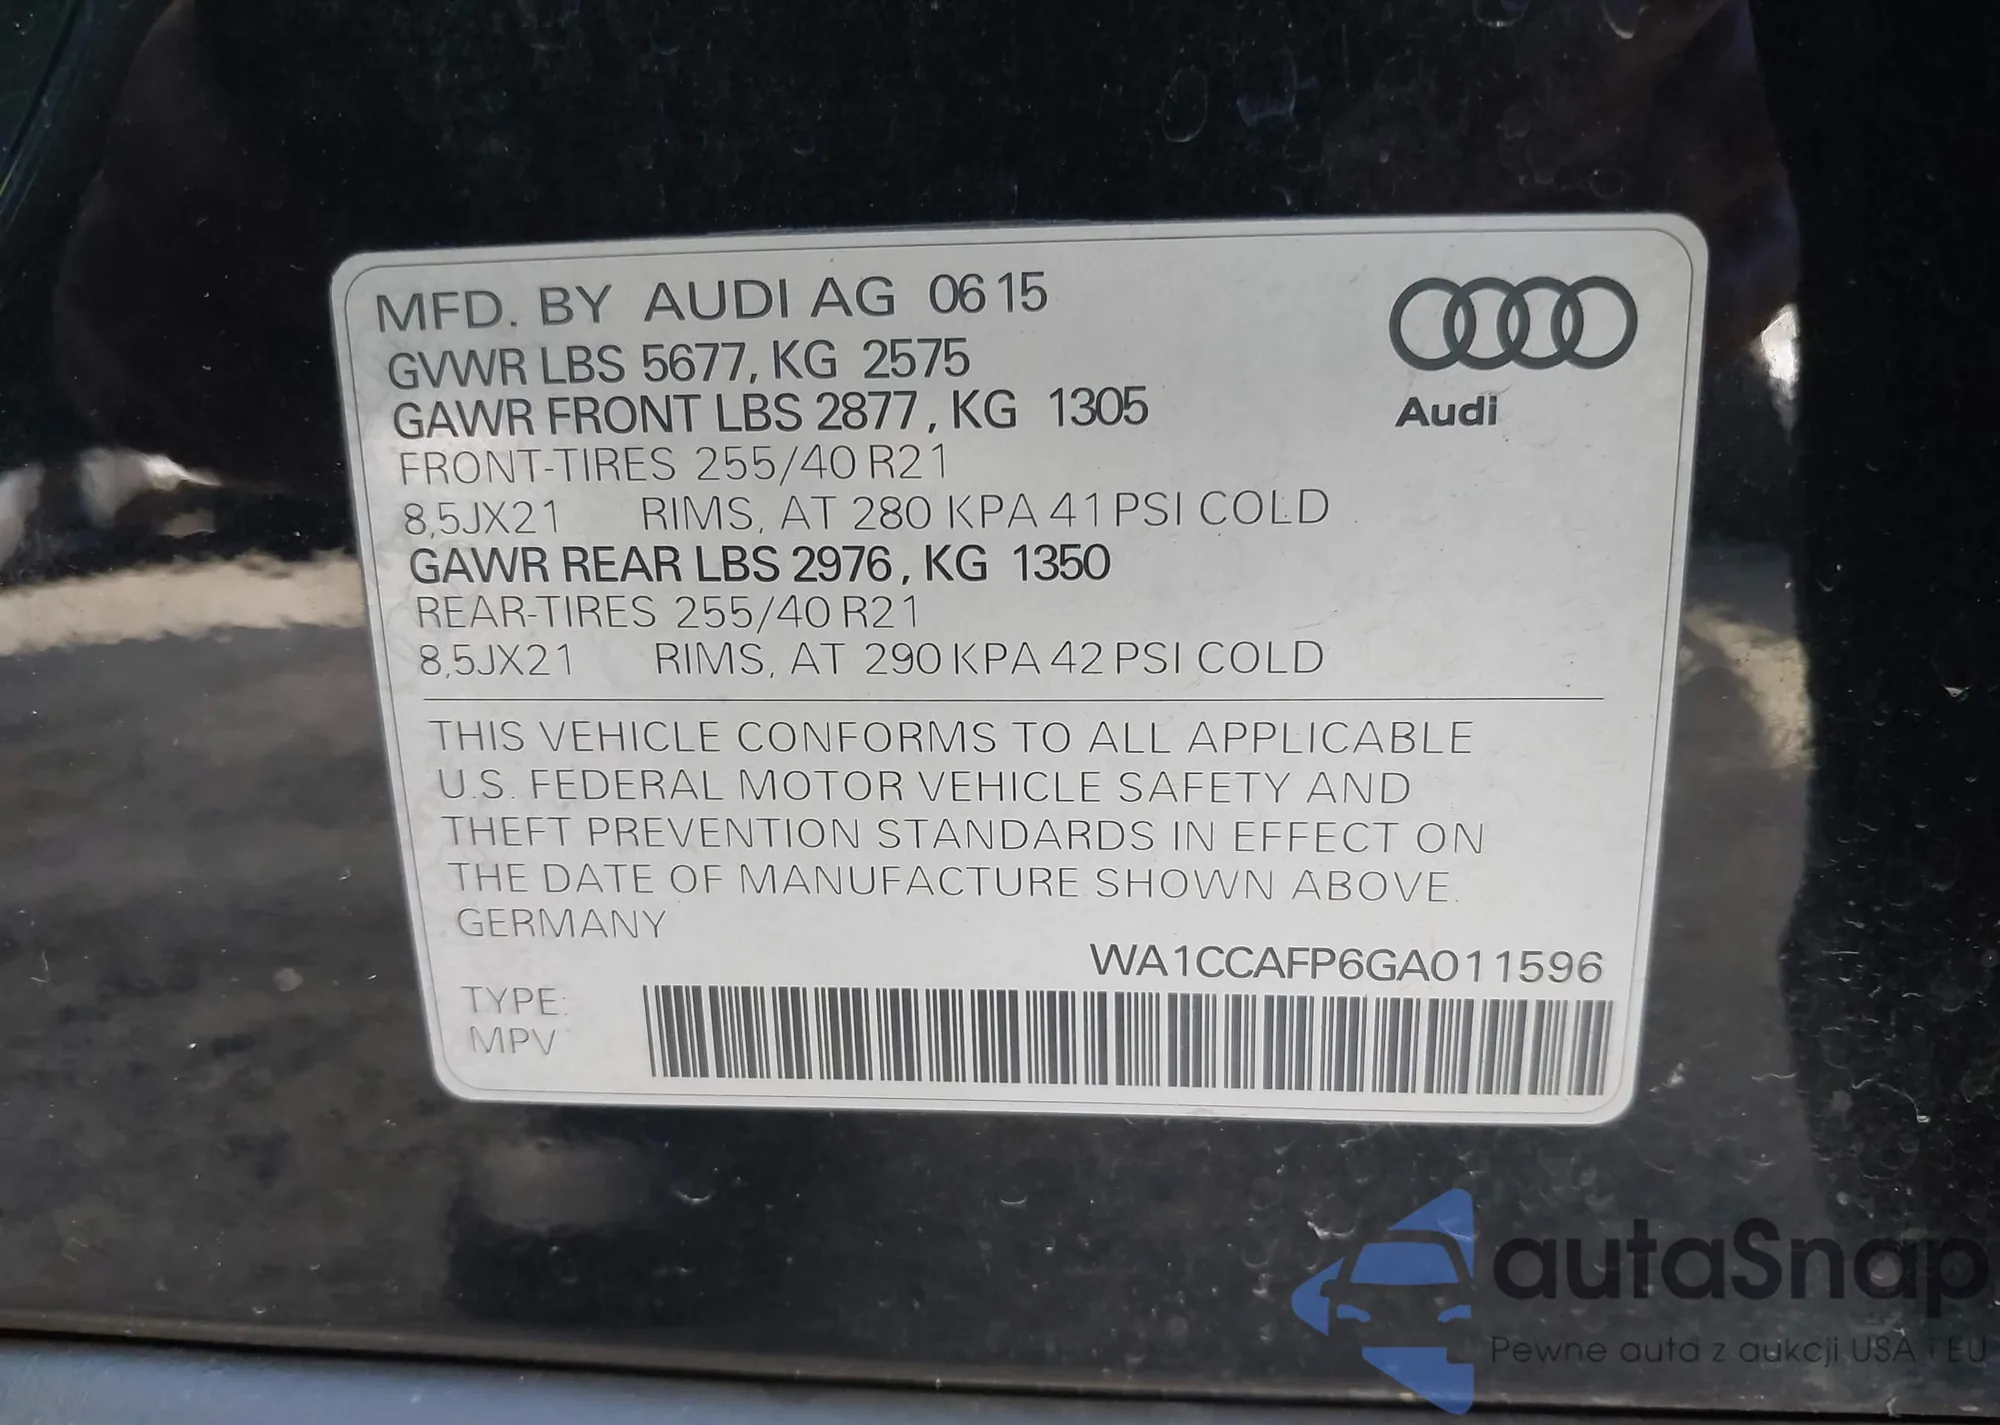 MFD. BY AUDI AG 06 15
GVWR LBS 5677, KG 2575
GAWR FRONT LBS 2877, KG 1305
FRONT-TIRES 255/40 R21
8,5JX21 RIMS, AT 280 KPA 41 PSI COLD
GAWR REAR LBS 2976, KG 1350
REAR-TIRES 255/40 R21
8,5JX21 RIMS, AT 290 KPA 42 PSI COLD
Audi
THIS VEHICLE CONFORMS TO ALL APPLICABLE
U.S. FEDERAL MOTOR VEHICLE SAFETY AND
THEFT PREVENTION STANDARDS IN EFFECT ON
THE DATE OF MANUFACTURE SHOWN ABOVE.
GERMANY
WA1CCAFP6GA011596
TYPE:
MPV
autaSnap
Pewne auta z aukcji USA i EU